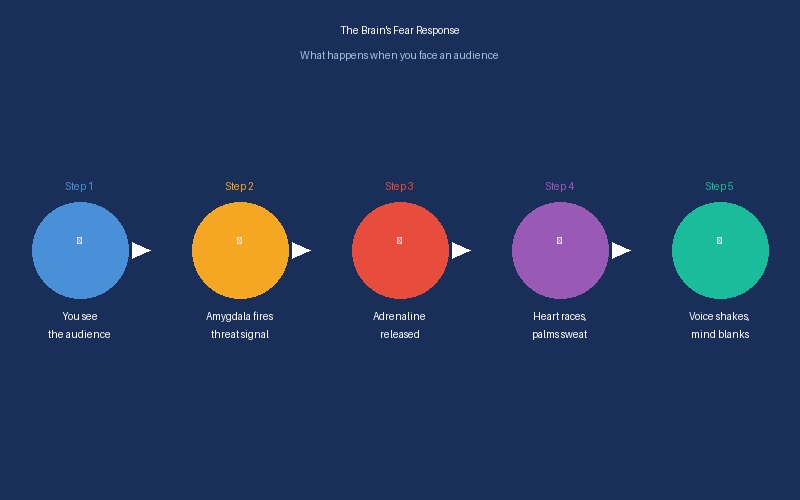 The Brain's Fear Response
What happens when you face an audience
Step 1
Step 2
Step 3
Step 4
Step 5
You see
the audience
Amygdala fires
threat signal
Adrenaline
released
Heart races,
palms sweat
Voice shakes,
mind blanks